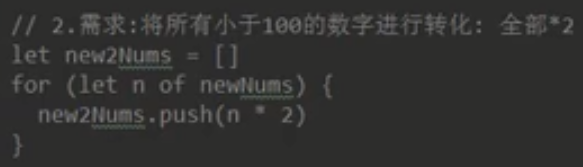 // 2.需求:将所有小于100的数字进行转化: 全部*2
let new2Nums = []
for (let n of newNums) {
  new2Nums.push(n * 2)
}